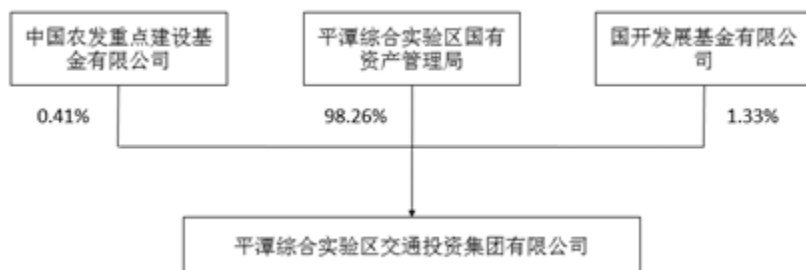 中国农发重点建设基
金有限公司
平潭综合实验区国有
资产管理局
国开发展基金有限公
司
0.41%
98.26%
1.33%
平潭综合实验区交通投资集团有限公司